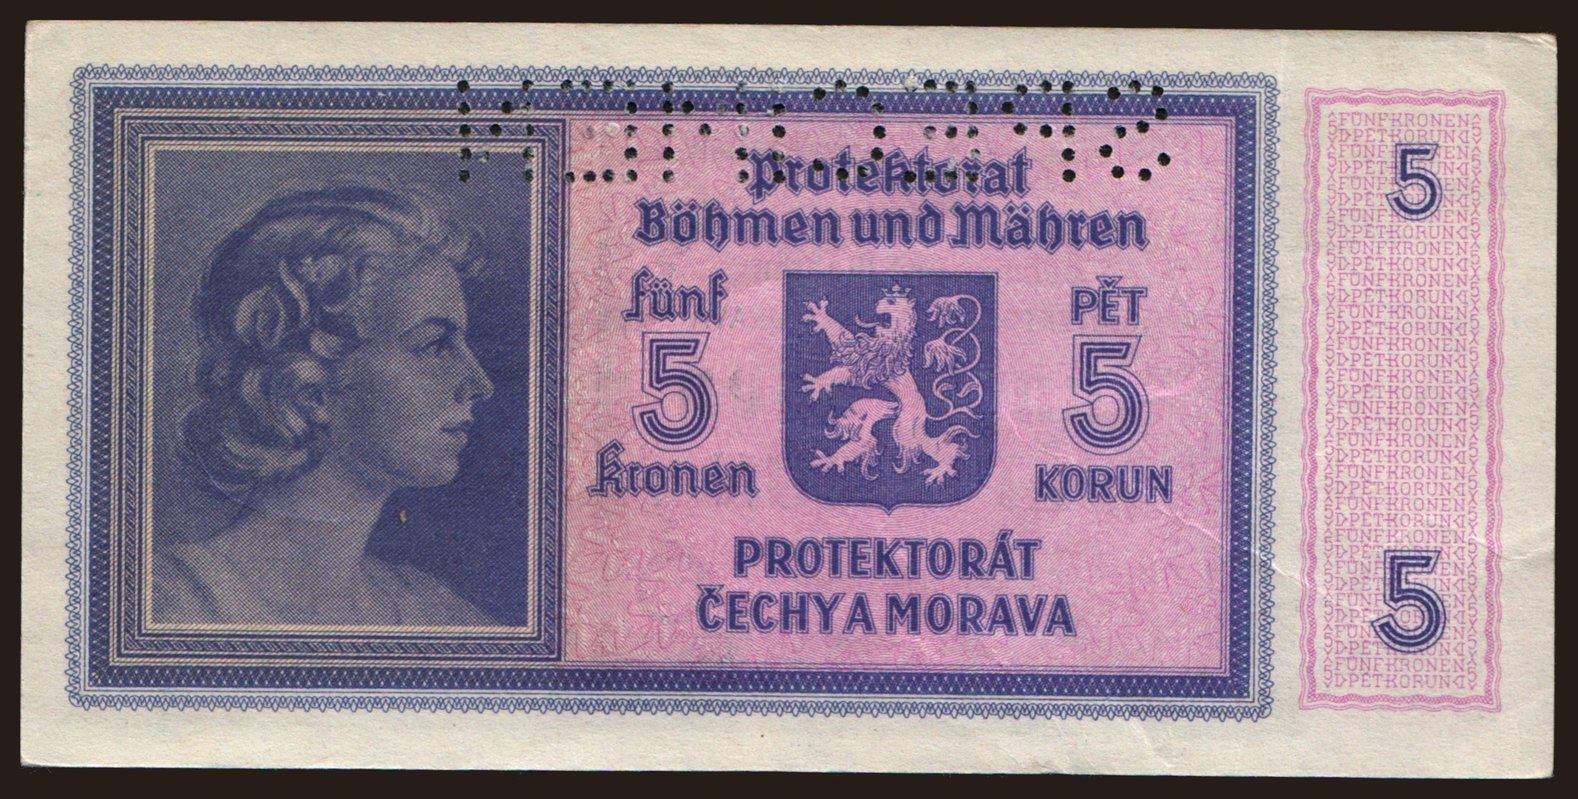 Protektorat
Böhmen und Mähren
fünf
5
Kronen
PĚT
5
KORUN
PROTEKTORÁT
ČECHY A MORAVA
5
5